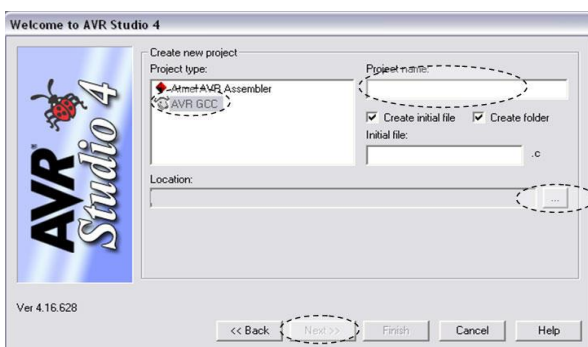 Welcome to AVR Studio 4
AVR Studio 4
Create new project
Project type:
Atmel AVR Assembler
AVR GCC
Project name:
Create initial file
Create folder
Initial file:
.c
Location:
...
Ver 4.16.628
<< Back
Next >>
Finish
Cancel
Help